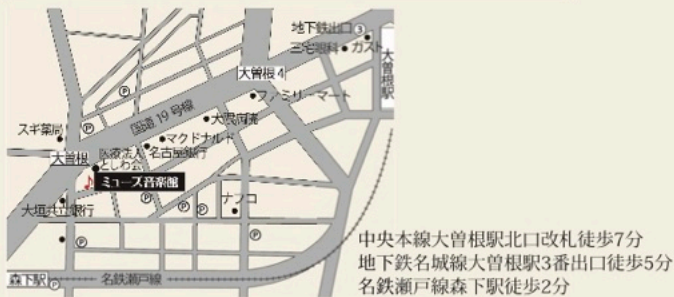 地下鉄出口③
三宅眼科
ガスト
大曽根駅
大曽根4
ファミリーマート
国道19号線
大隈病院
スギ薬局
マクドナルド
名古屋銀行
大曽根
医療法人
としわ会
ミューズ音楽館
大垣共立銀行
ナフコ
中央本線大曽根駅北口改札徒歩7分
地下鉄名城線大曽根駅3番出口徒歩5分
森下駅
名鉄瀬戸線
名鉄瀬戸線森下駅徒歩2分
P
P
P
P
P
P
P
P
P